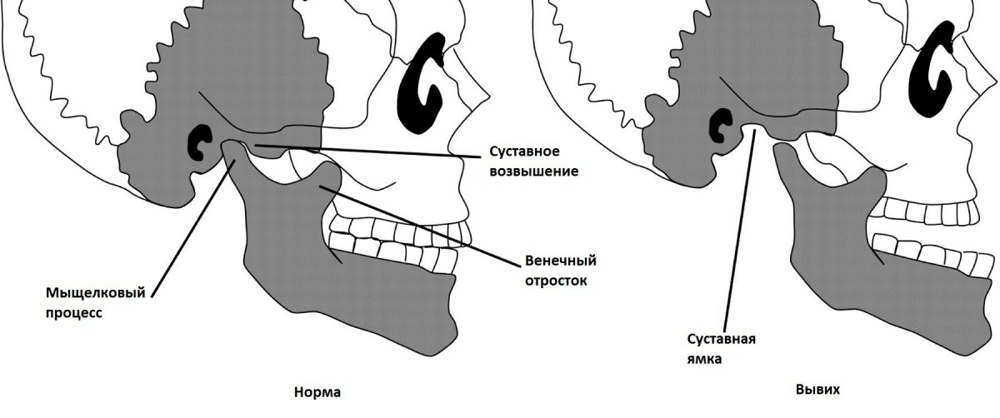 Суставное
возвышение
Венечный
отросток
Мыщелковый
процесс
Норма
Суставная
ямка
Вывих